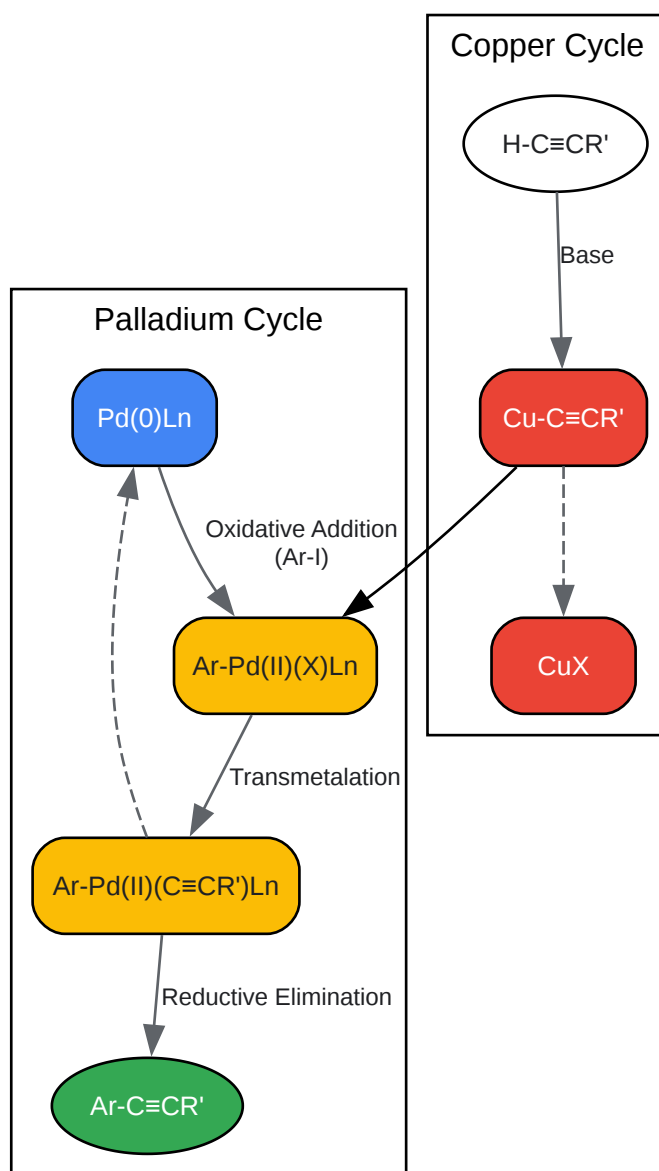 Copper Cycle
H-C≡CR'
Base
Palladium Cycle
Pd(0)Ln
Cu-C≡CR'
Oxidative Addition
(Ar-I)
Ar-Pd(II)(X)Ln
CuX
Transmetalation
Ar-Pd(II)(C≡CR')Ln
Reductive Elimination
Ar-C≡CR'